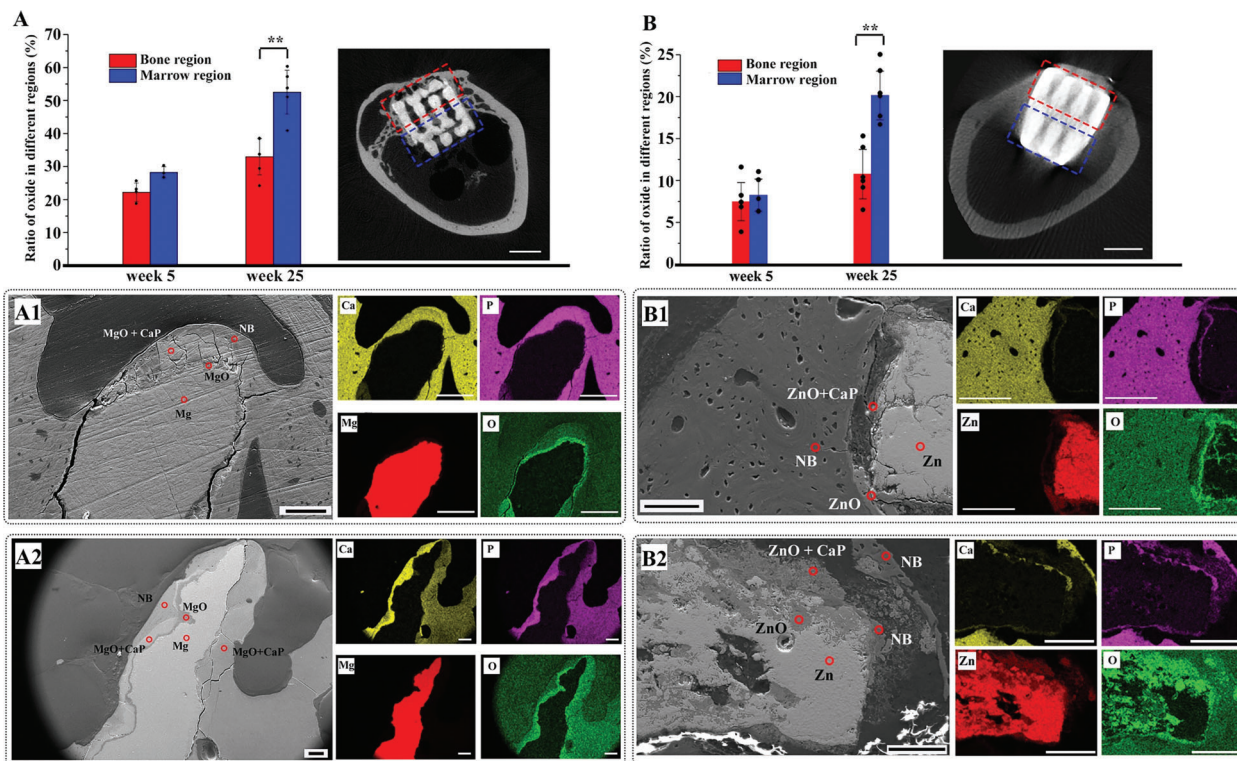 A
Ratio of oxide in different regions (%)
70
60
50
40
30
20
10
0
Bone region
Marrow region
**
week 5
week 25
B
Ratio of oxide in different regions (%)
25
20
15
10
5
0
Bone region
Marrow region
**
week 5
week 25
A1
MgO + CaP
NB
MgO
Mg
Ca
P
Mg
O
B1
ZnO+CaP
NB
Zn
ZnO
Ca
P
Zn
O
A2
NB
MgO
MgO+CaP
Mg
MgO+CaP
Ca
P
Mg
O
B2
ZnO + CaP
NB
ZnO
NB
Zn
Ca
P
Zn
O